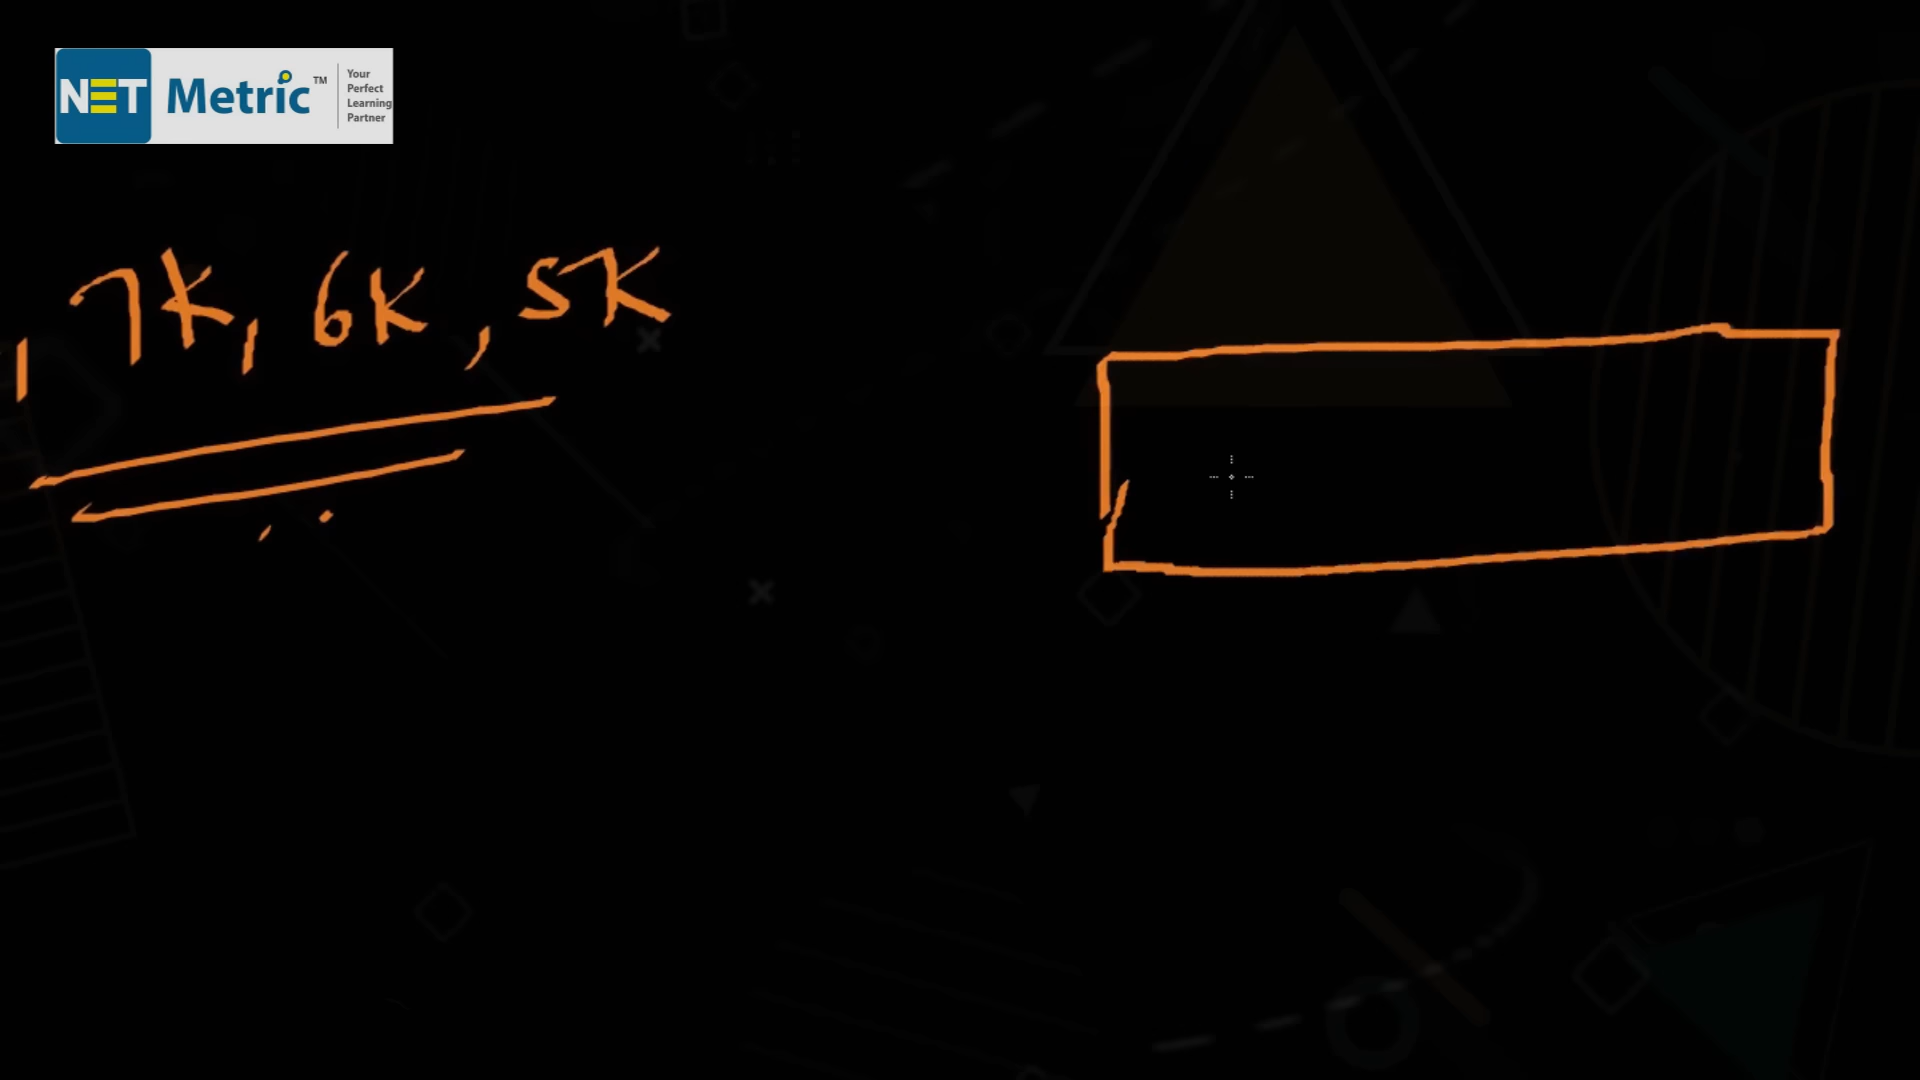 NET Metric™ Your
Perfect
Learning
Partner
, 7K, 6K, 5K